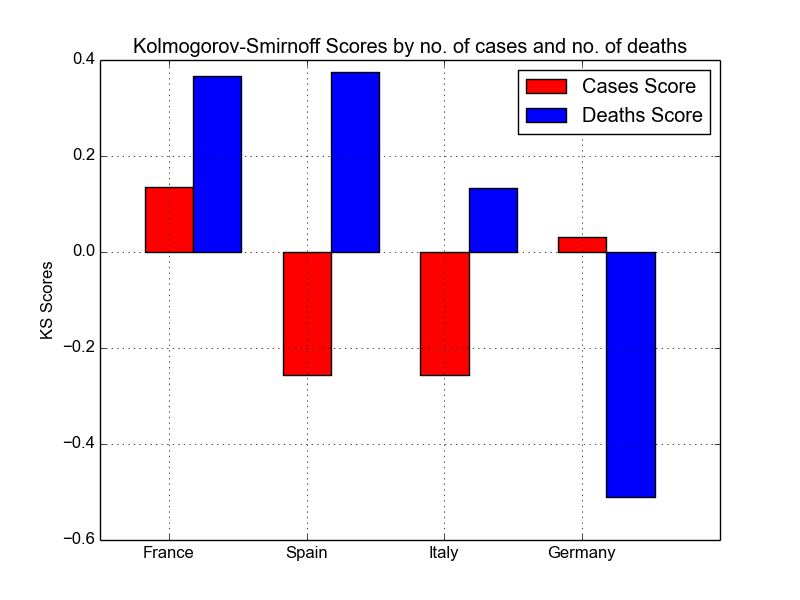 Kolmogorov-Smirnoff Scores by no. of cases and no. of deaths
0.4
Cases Score
Deaths Score
0.2
0.0
KS Scores
−0.2
−0.4
−0.6
France Spain Italy Germany